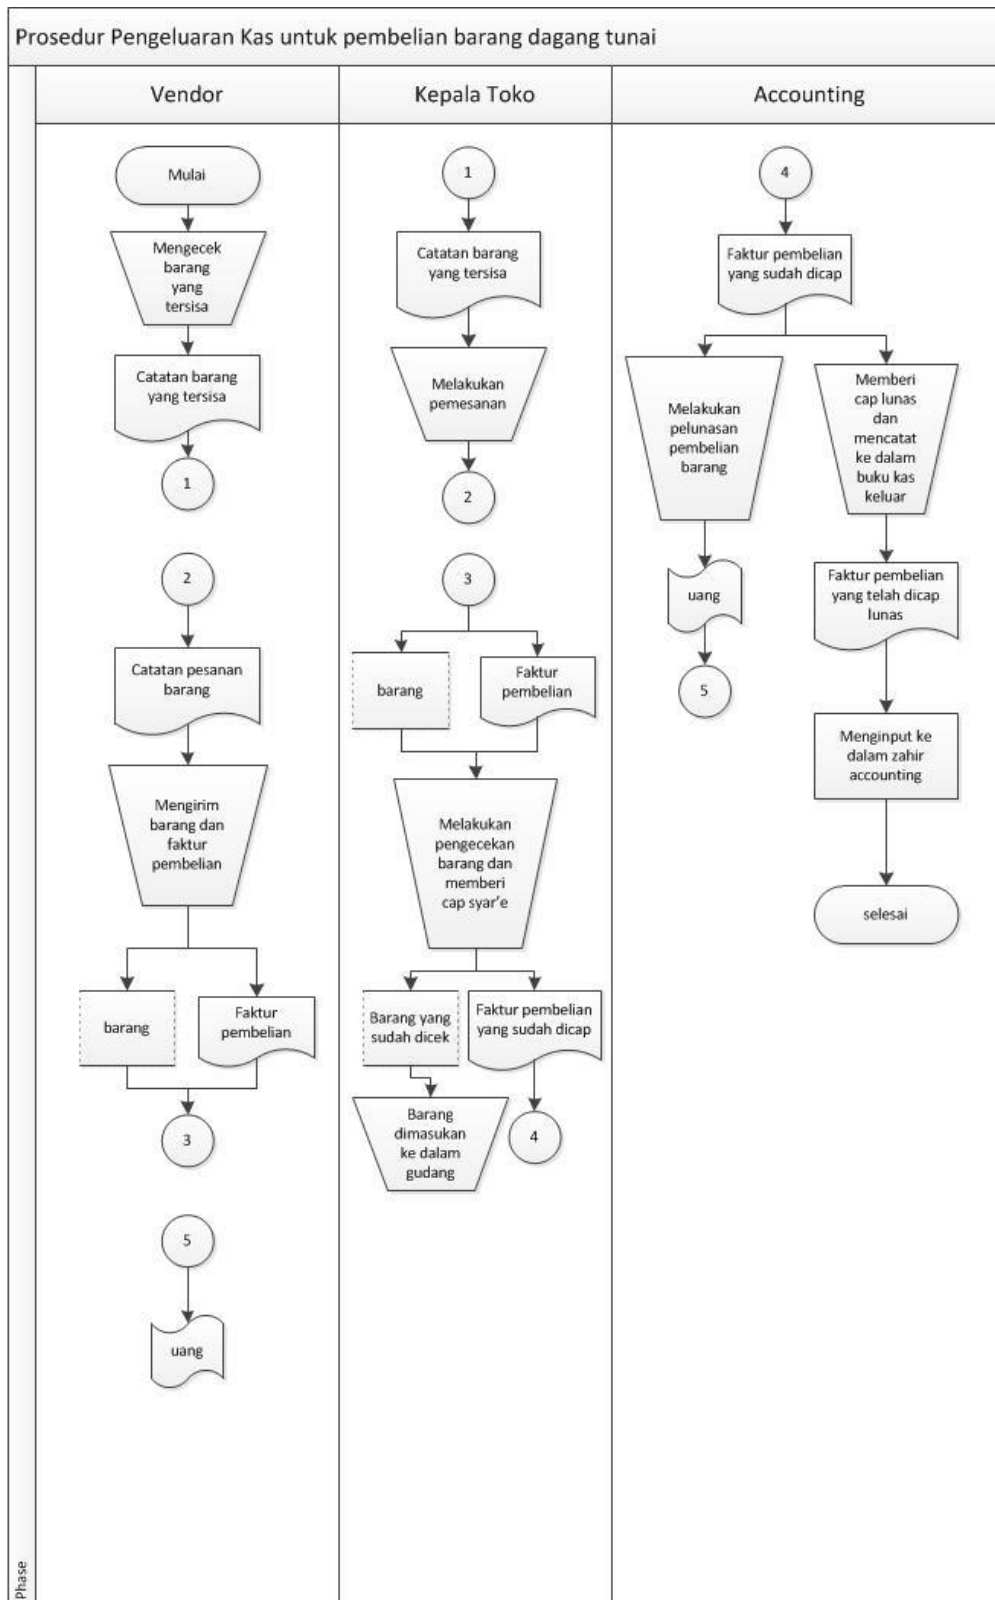 Prosedur Pengeluaran Kas untuk pembelian barang dagang tunai
Vendor
Kepala Toko
Accounting
Mulai
Mengecek
barang
yang
tersisa
Catatan barang
yang tersisa
1
2
Catatan pesanan
barang
Mengirim
barang dan
faktur
pembelian
barang
Faktur
pembelian
3
5
uang
1
Catatan barang
yang tersisa
Melakukan
pemesanan
2
3
barang
Faktur
pembelian
Melakukan
pengecekan
barang dan
memberi
cap syar'e
Barang yang
sudah dicek
Faktur pembelian
yang sudah dicap
Barang
dimasukan
ke dalam
gudang
4
4
Faktur pembelian
yang sudah dicap
Melakukan
pelunasan
pembelian
barang
uang
5
Memberi
cap lunas
dan
mencatat
ke dalam
buku kas
keluar
Faktur pembelian
yang telah dicap
lunas
Menginput ke
dalam zahir
accounting
selesai
Phase